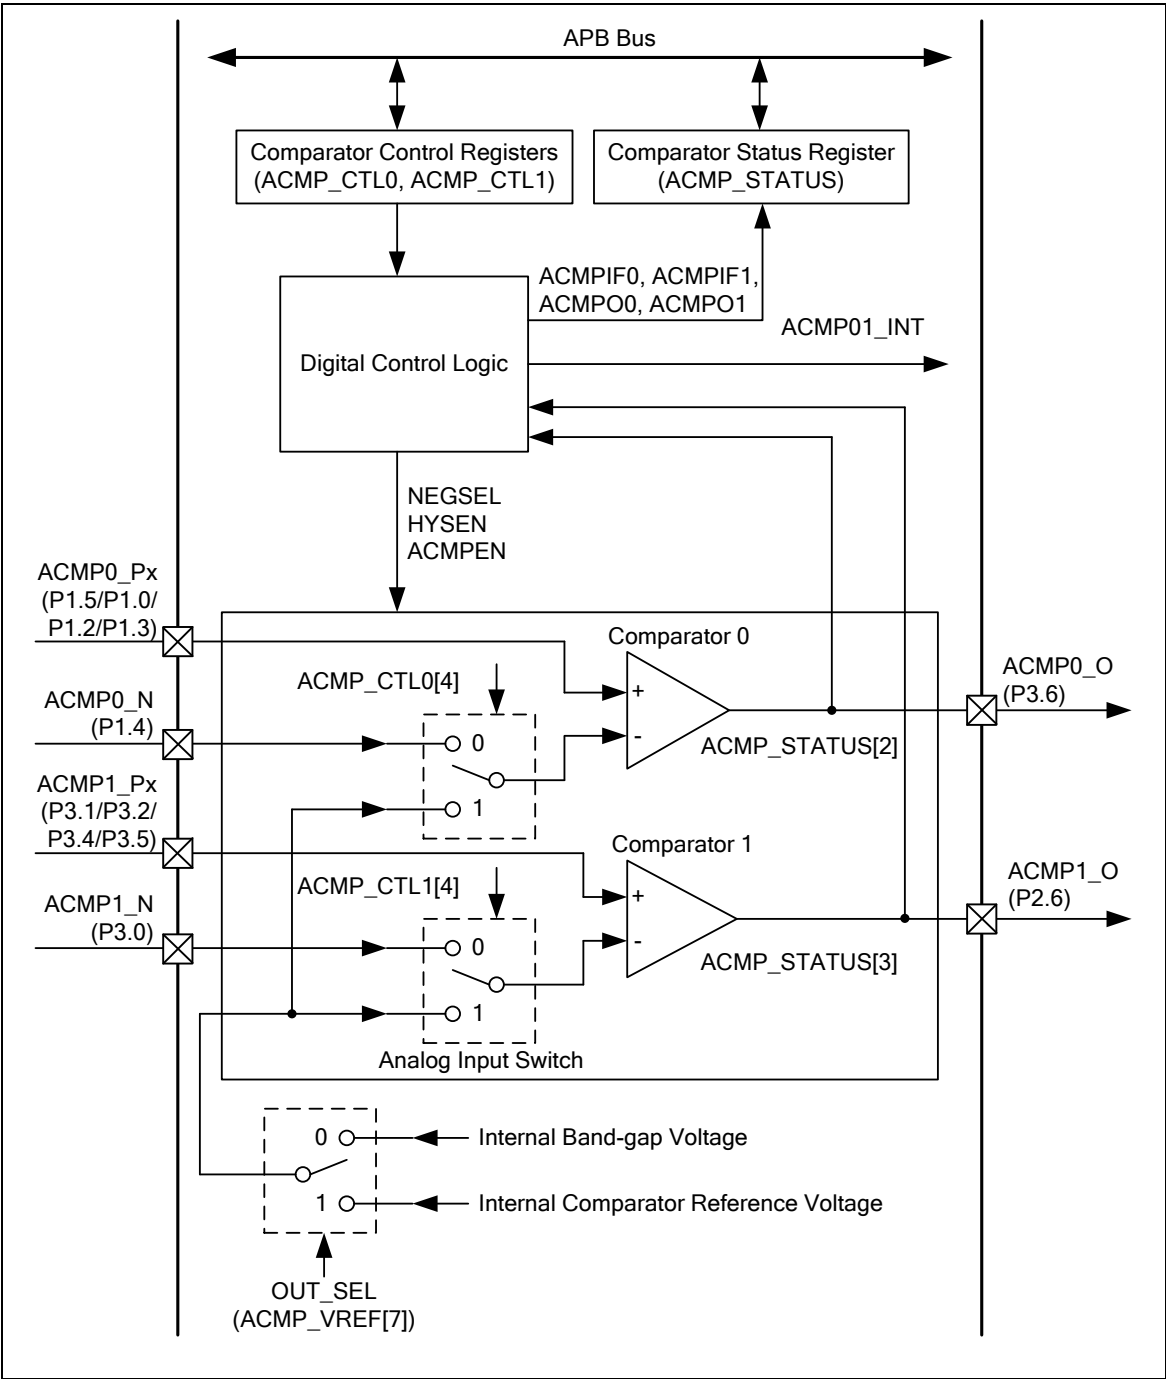 APB Bus
Comparator Control Registers
(ACMP_CTL0, ACMP_CTL1)
Comparator Status Register
(ACMP_STATUS)
ACMPIF0, ACMPIF1,
ACMPO0, ACMPO1
ACMP01_INT
Digital Control Logic
NEGSEL
HYSEN
ACMPEN
ACMP0_Px
(P1.5/P1.0/
P1.2/P1.3)
Comparator 0
ACMP_CTL0[4]
+
-
ACMP0_O
(P3.6)
ACMP0_N
(P1.4)
0
1
ACMP_STATUS[2]
ACMP1_Px
(P3.1/P3.2/
P3.4/P3.5)
Comparator 1
ACMP_CTL1[4]
+
-
ACMP1_O
(P2.6)
ACMP1_N
(P3.0)
0
1
ACMP_STATUS[3]
Analog Input Switch
0
Internal Band-gap Voltage
1
Internal Comparator Reference Voltage
OUT_SEL
(ACMP_VREF[7])